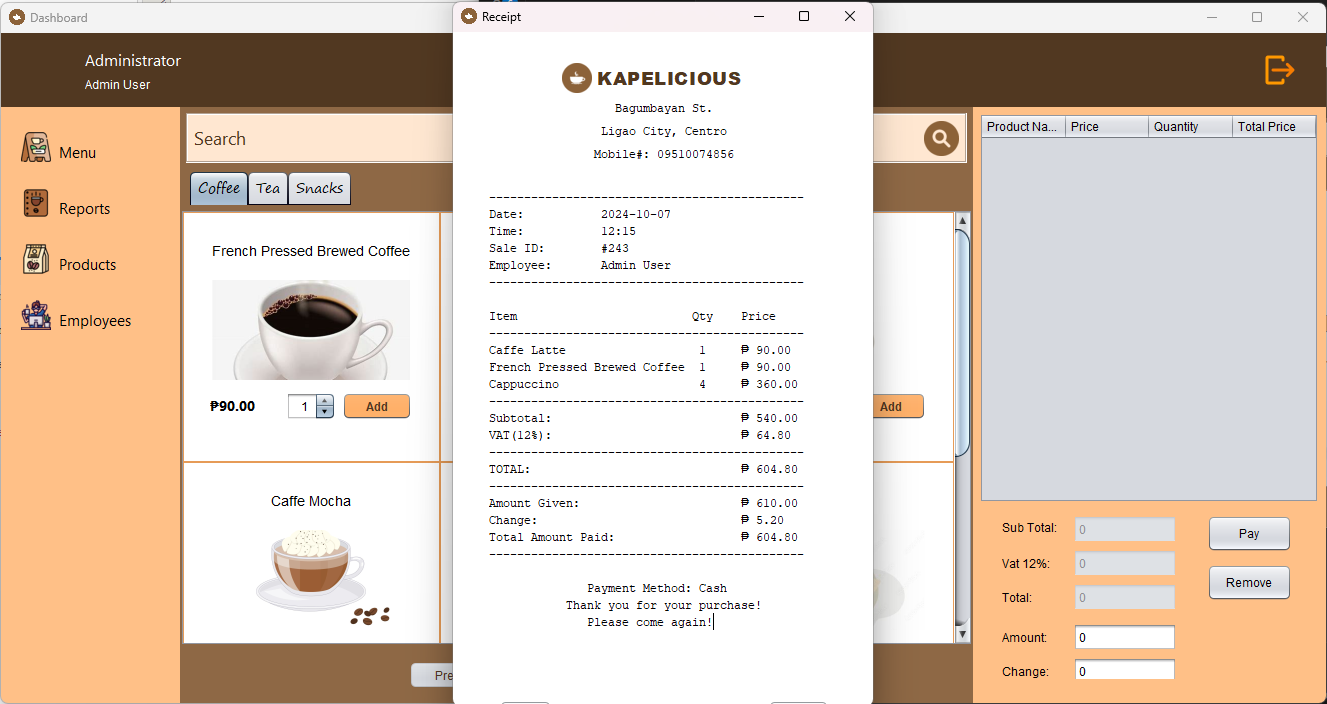 Dashboard
Receipt
Administrator
Admin User
Menu
Reports
Products
Employees
Search
Coffee
Tea
Snacks
French Pressed Brewed Coffee
₱90.00
1
Add
Caffe Mocha
Add
KAPELICIOUS
Bagumbayan St.
Ligao City, Centro
Mobile#: 09510074856
---------------------------------------------
Date: 2024-10-07
Time: 12:15
Sale ID: #243
Employee: Admin User
---------------------------------------------
Item Qty Price
---------------------------------------------
Caffe Latte 1 ₱ 90.00
French Pressed Brewed Coffee 1 ₱ 90.00
Cappuccino 4 ₱ 360.00
---------------------------------------------
Subtotal: ₱ 540.00
VAT(12%): ₱ 64.80
---------------------------------------------
TOTAL: ₱ 604.80
---------------------------------------------
Amount Given: ₱ 610.00
Change: ₱ 5.20
Total Amount Paid: ₱ 604.80
---------------------------------------------
Payment Method: Cash
Thank you for your purchase!
Please come again!
Product Na... Price Quantity Total Price
Sub Total: 0
Vat 12%: 0
Total: 0
Amount: 0
Change: 0
Pay
Remove